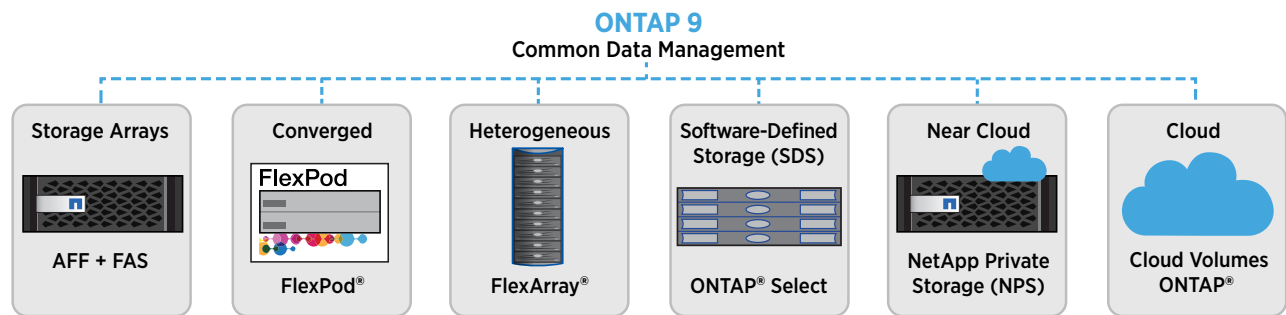 ONTAP 9
Common Data Management
Storage Arrays
AFF + FAS
Converged
FlexPod
FlexPod®
Heterogeneous
FlexArray®
Software-Defined
Storage (SDS)
ONTAP® Select
Near Cloud
NetApp Private
Storage (NPS)
Cloud
Cloud Volumes
ONTAP®